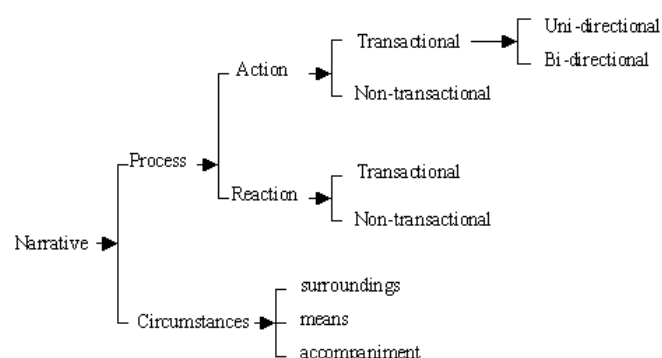 Uni-directional
Transactional
Bi-directional
Action
Non-transactional
Process
Transactional
Reaction
Non-transactional
Narrative
surroundings
Circumstances
means
accompaniment